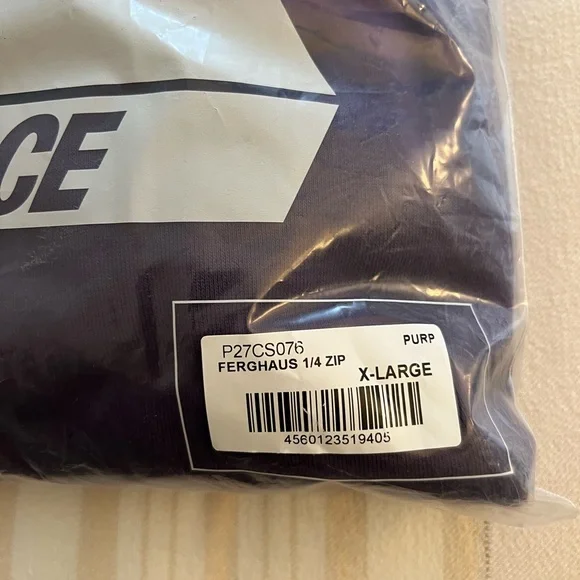 CE
P27CS076 PURP
FERGHAUS 1/4 ZIP
X-LARGE
4560123519405